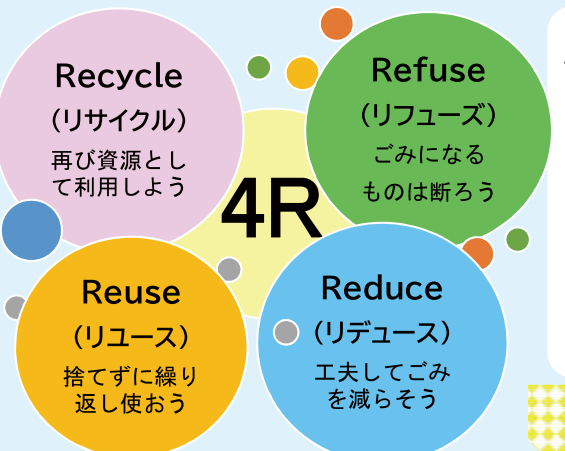 Recycle
(リサイクル)
再び資源とし
て利用しよう
Refuse
(リフューズ)
ごみになる
ものは断ろう
4R
Reuse
(リユース)
捨てずに繰り
返し使おう
Reduce
(リデュース)
工夫してごみ
を減らそう